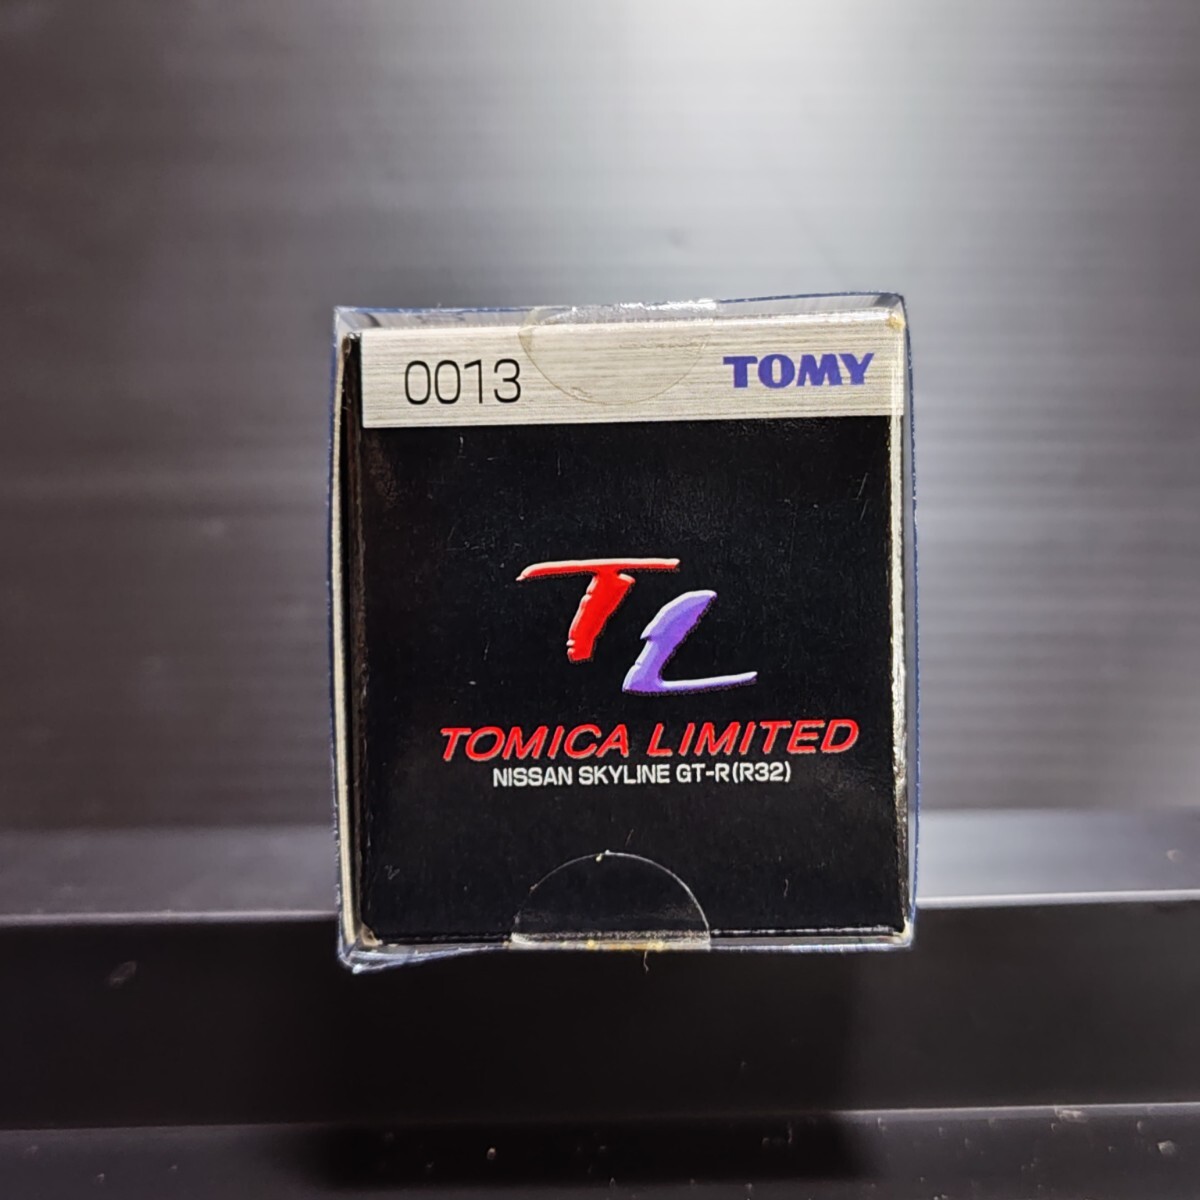 0013 TOMY
TL
TOMICA LIMITED
NISSAN SKYLINE GT-R(R32)